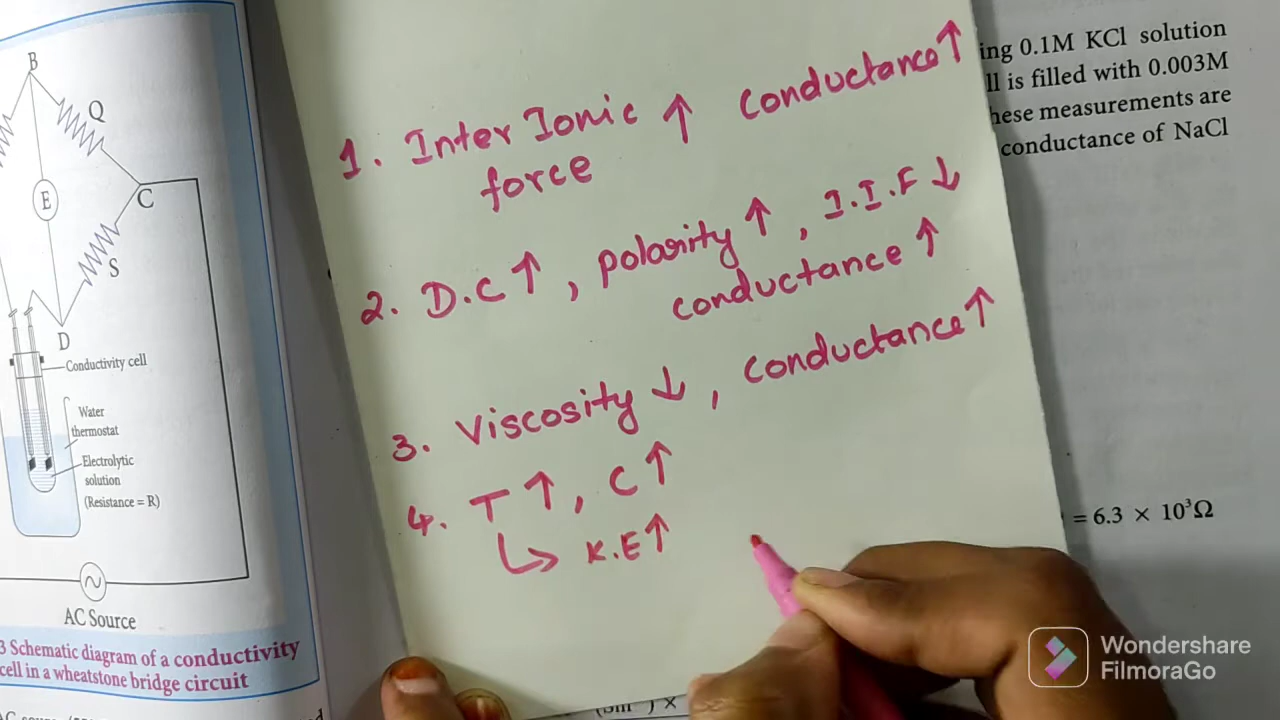 B
Q
E
C
S
D
Conductivity cell
Water
thermostat
Electrolytic
solution
(Resistance = R)
AC Source
3 Schematic diagram of a conductivity
cell in a wheatstone bridge circuit
1. Inter Ionic ↑ conductance ↑
force
2. D.C ↑, polarity ↑, I.I.F ↓
conductance ↑
3. Viscosity ↓, conductance ↑
4. T ↑, C ↑
↳ K.E ↑
ing 0.1M KCl solution
ll is filled with 0.003M
hese measurements are
conductance of NaCl
= 6.3 × 10³Ω
Wondershare
FilmoraGo